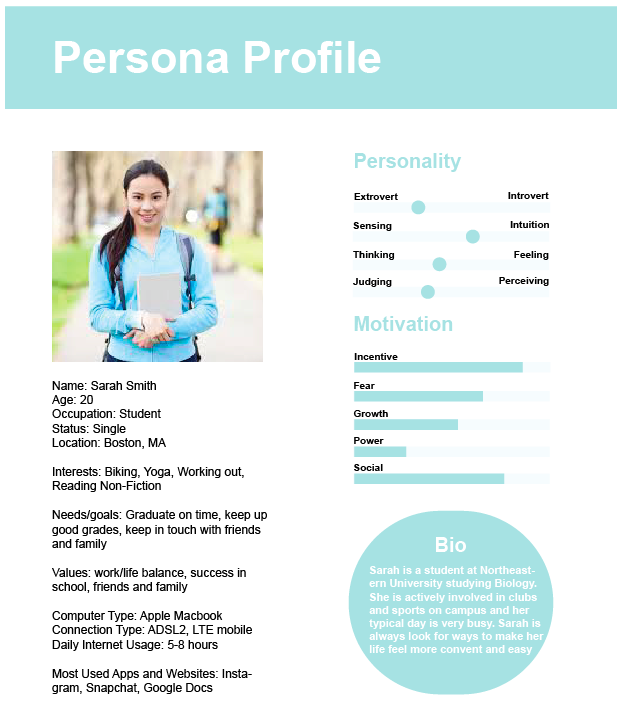 Persona Profile
Name: Sarah Smith
Age: 20
Occupation: Student
Status: Single
Location: Boston, MA
Interests: Biking, Yoga, Working out,
Reading Non-Fiction
Needs/goals: Graduate on time, keep up
good grades, keep in touch with friends
and family
Values: work/life balance, success in
school, friends and family
Computer Type: Apple Macbook
Connection Type: ADSL2, LTE mobile
Daily Internet Usage: 5-8 hours
Most Used Apps and Websites: Insta-
gram, Snapchat, Google Docs
Personality
Extrovert Introvert
Sensing Intuition
Thinking Feeling
Judging Perceiving
Motivation
Incentive
Fear
Growth
Power
Social
Bio
Sarah is a student at Northeast-
ern University studying Biology.
She is actively involved in clubs
and sports on campus and her
typical day is very busy. Sarah is
always look for ways to make her
life feel more convent and easy